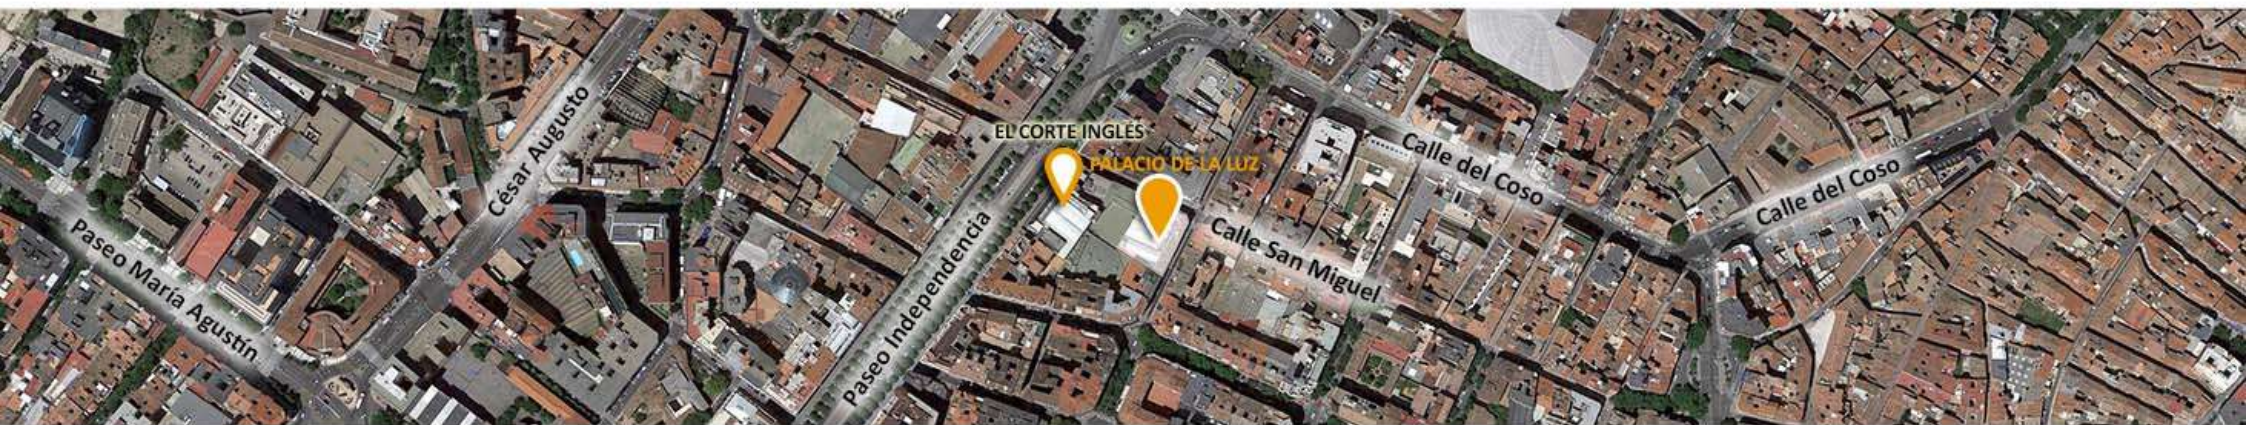 César Augusto
EL CORTE INGLÉS
PALACIO DE LA LUZ
Calle del Coso
Calle del Coso
Paseo María Agustín
Paseo Independencia
Calle San Miguel